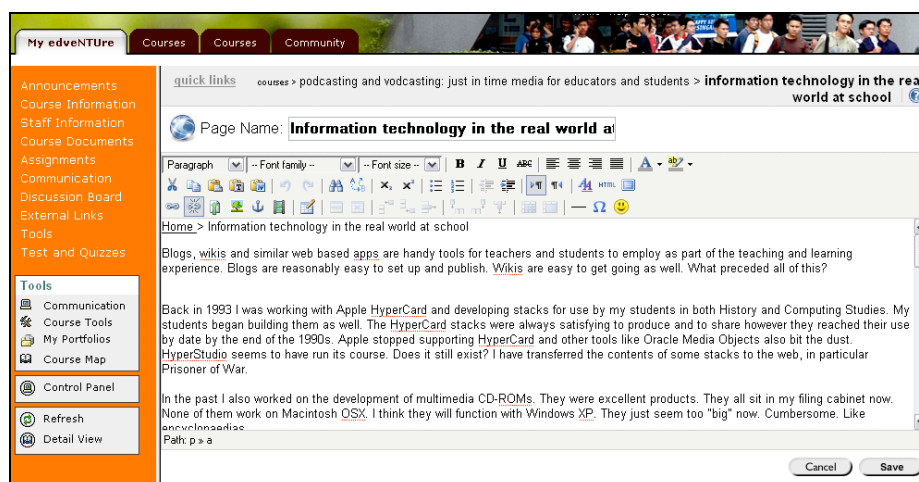 My edveNTUre
Courses
Courses
Community
Announcements
Course Information
Staff Information
Course Documents
Assignments
Communication
Discussion Board
External Links
Tools
Test and Quizzes
Tools
Communication
Course Tools
My Portfolios
Course Map
Control Panel
Refresh
Detail View
quick links
courses > podcasting and vodcasting: just in time media for educators and students > information technology in the rea
world at school
Page Name: Information technology in the real world at
Paragraph -- Font family -- -- Font size -- B I U ABC A ab
x₂ x² HTML
Ω
Home > Information technology in the real world at school
Blogs, wikis and similar web based apps are handy tools for teachers and students to employ as part of the teaching and learning
experience. Blogs are reasonably easy to set up and publish. Wikis are easy to get going as well. What preceded all of this?
Back in 1993 I was working with Apple HyperCard and developing stacks for use by my students in both History and Computing Studies. My
students began building them as well. The HyperCard stacks were always satisfying to produce and to share however they reached their use
by date by the end of the 1990s. Apple stopped supporting HyperCard and other tools like Oracle Media Objects also bit the dust.
HyperStudio seems to have run its course. Does it still exist? I have transferred the contents of some stacks to the web, in particular
Prisoner of War.
In the past I also worked on the development of multimedia CD-ROMs. They were excellent products. They all sit in my filing cabinet now.
None of them work on Macintosh OSX. I think they will function with Windows XP. They just seem too "big" now. Cumbersome. Like
encyclopaedias
Path: p » a
Cancel
Save